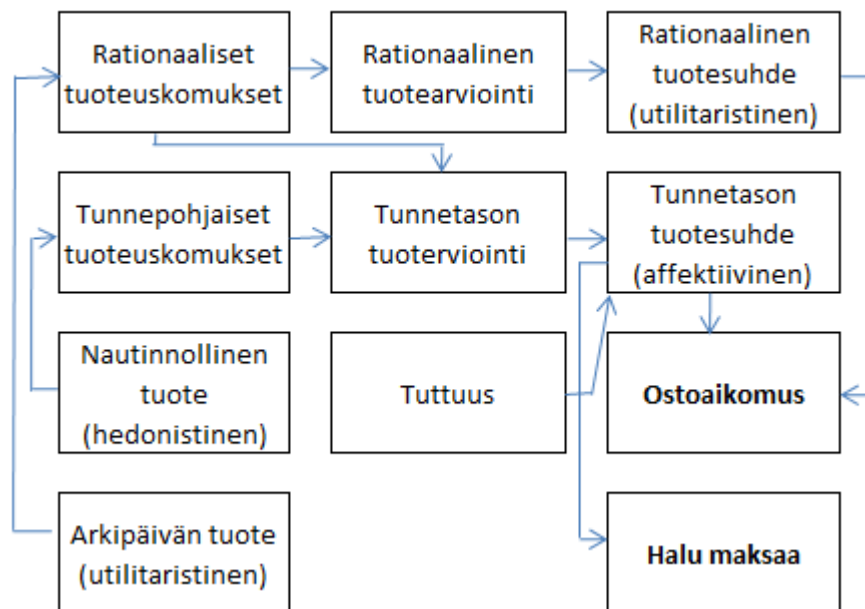 Rationaaliset
tuoteuskomukset
Rationaalinen
tuotearviointi
Rationaalinen
tuotesuhde
(utilitaristinen)
Tunnepohjaiset
tuoteuskomukset
Tunnetason
tuoterviointi
Tunnetason
tuotesuhde
(affektiivinen)
Nautinnollinen
tuote
(hedonistinen)
Tuttuus
Ostoaikomus
Arkipäivän tuote
(utilitaristinen)
Halu maksaa